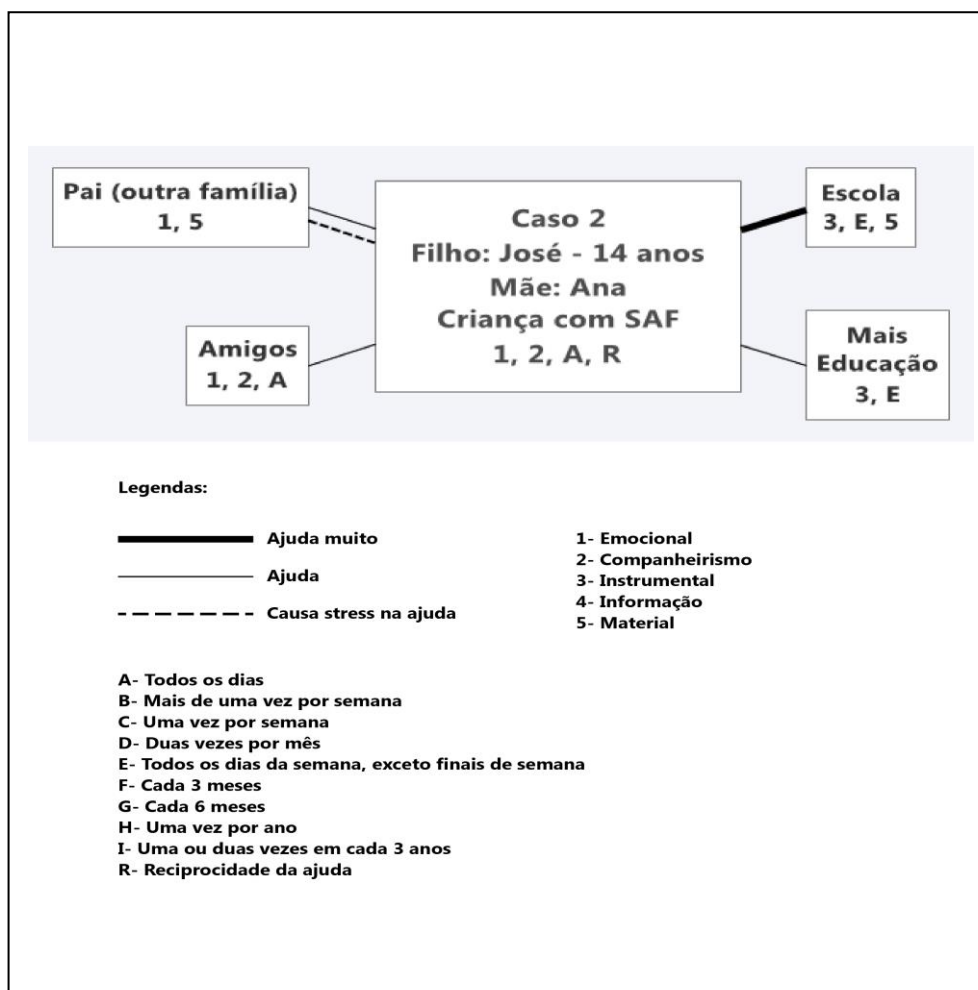 Pai (outra família)
1, 5
Caso 2
Filho: José - 14 anos
Mãe: Ana
Criança com SAF
1, 2, A, R
Escola
3, E, 5
Amigos
1, 2, A
Mais
Educação
3, E
Legendas:
Ajuda muito
Ajuda
Causa stress na ajuda
1- Emocional
2- Companheirismo
3- Instrumental
4- Informação
5- Material
A- Todos os dias
B- Mais de uma vez por semana
C- Uma vez por semana
D- Duas vezes por mês
E- Todos os dias da semana, exceto finais de semana
F- Cada 3 meses
G- Cada 6 meses
H- Uma vez por ano
I- Uma ou duas vezes em cada 3 anos
R- Reciprocidade da ajuda